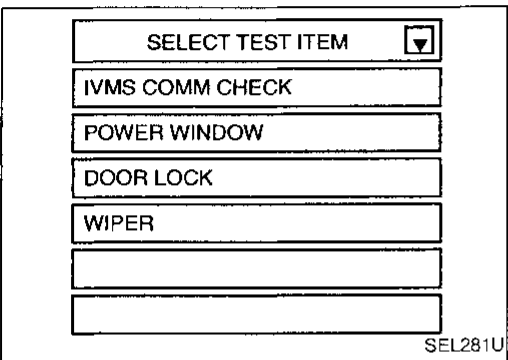 SELECT TEST ITEM
IVMS COMM CHECK
POWER WINDOW
DOOR LOCK
WIPER
SEL281U